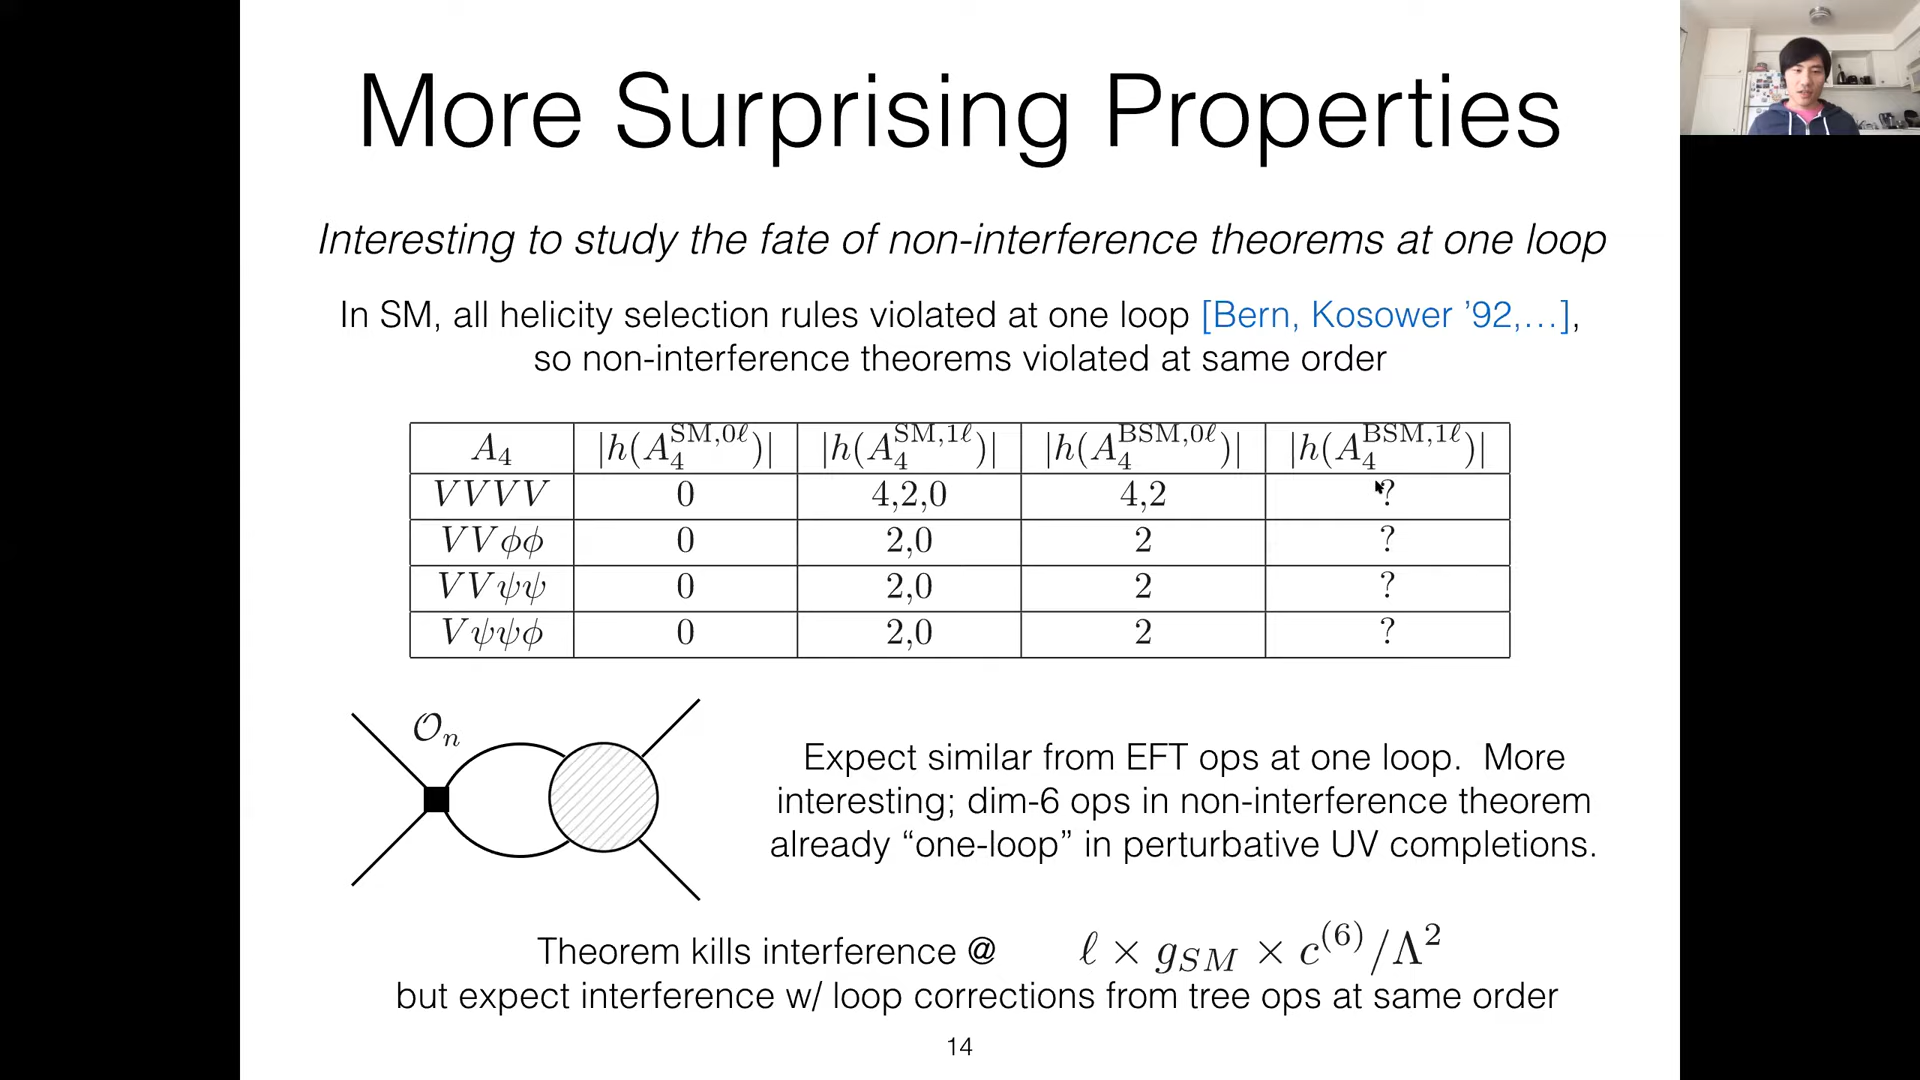 More Surprising Properties
Interesting to study the fate of non-interference theorems at one loop
In SM, all helicity selection rules violated at one loop [Bern, Kosower ’92,…],
so non-interference theorems violated at same order
A₄ |h(A₄^{SM,0ℓ})| |h(A₄^{SM,1ℓ})| |h(A₄^{BSM,0ℓ})| |h(A₄^{BSM,1ℓ})|
VVVV 0 4,2,0 4,2 ?
VVϕϕ 0 2,0 2 ?
VVψψ 0 2,0 2 ?
Vψψϕ 0 2,0 2 ?
𝒪ₙ
Expect similar from EFT ops at one loop. More
interesting; dim-6 ops in non-interference theorem
already “one-loop” in perturbative UV completions.
Theorem kills interference @ ℓ × g_{SM} × c^{(6)}/Λ²
but expect interference w/ loop corrections from tree ops at same order
14